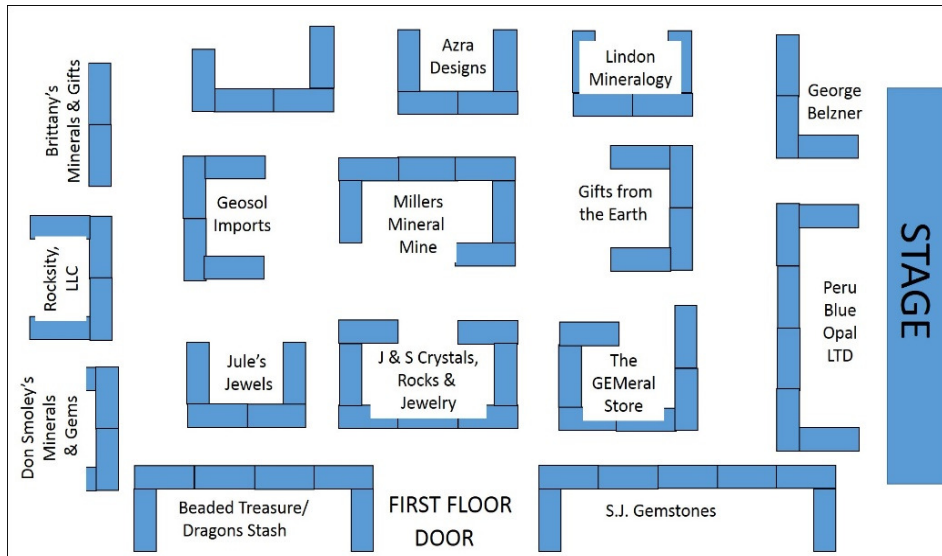 Azra
Designs
Lindon
Mineralogy
George
Belzner
Brittany's
Minerals & Gifts
Geosol
Imports
Millers
Mineral
Mine
Gifts from
the Earth
STAGE
Rocksity,
LLC
Peru
Blue
Opal
LTD
Jule's
Jewels
J & S Crystals,
Rocks &
Jewelry
The
GEMeral
Store
Don Smoley's
Minerals
& Gems
Beaded Treasure/
Dragons Stash
FIRST FLOOR
DOOR
S.J. Gemstones